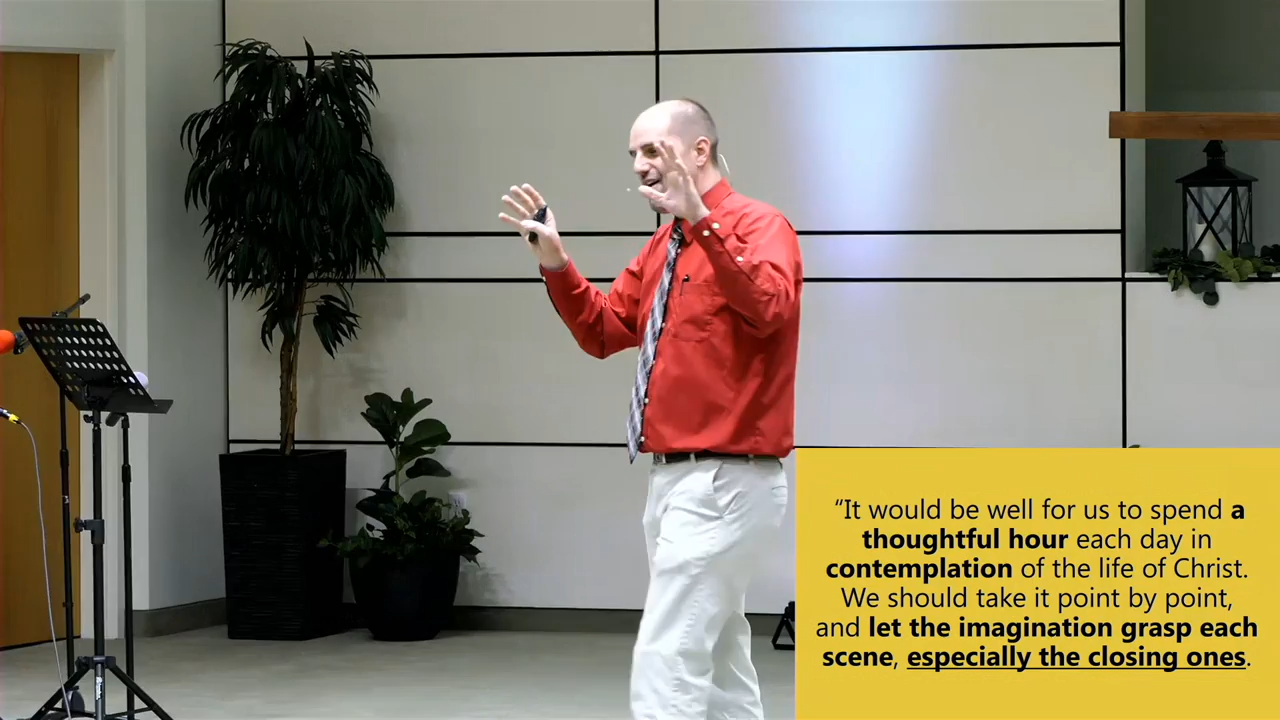 “It would be well for us to spend a
thoughtful hour each day in
contemplation of the life of Christ.
We should take it point by point,
and let the imagination grasp each
scene, especially the closing ones.